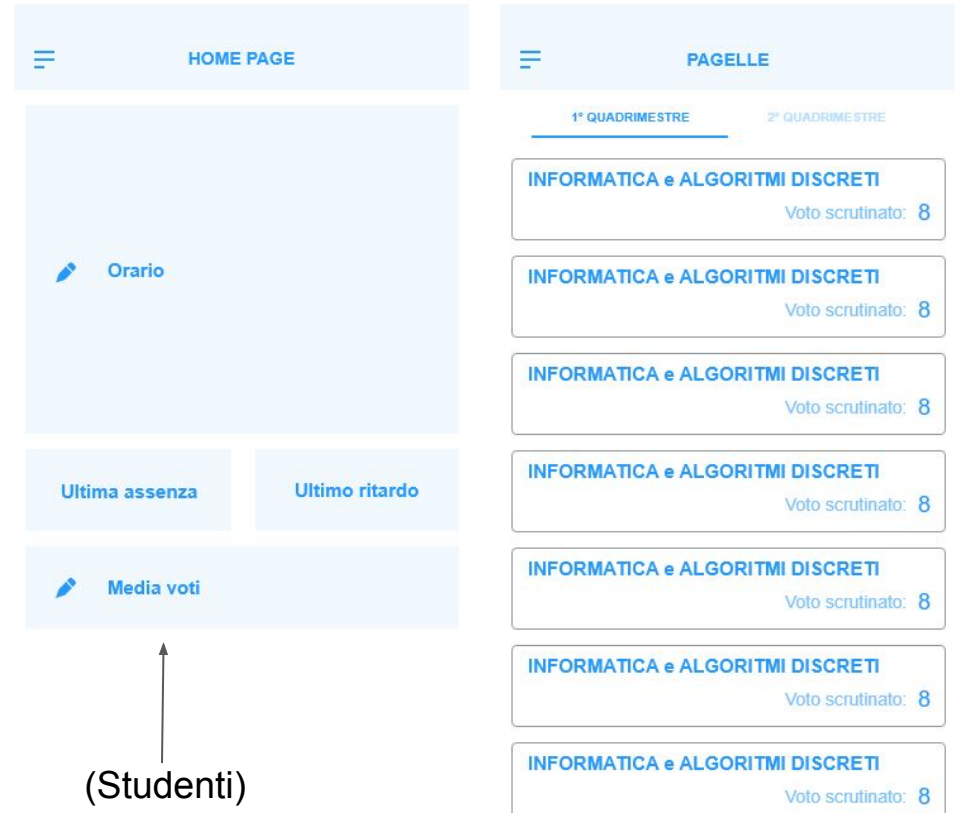 HOME PAGE
Orario
Ultima assenza
Ultimo ritardo
Media voti
(Studenti)
PAGELLE
1° QUADRIMESTRE
2° QUADRIMESTRE
INFORMATICA e ALGORITMI DISCRETI
Voto scrutinato: 8
INFORMATICA e ALGORITMI DISCRETI
Voto scrutinato: 8
INFORMATICA e ALGORITMI DISCRETI
Voto scrutinato: 8
INFORMATICA e ALGORITMI DISCRETI
Voto scrutinato: 8
INFORMATICA e ALGORITMI DISCRETI
Voto scrutinato: 8
INFORMATICA e ALGORITMI DISCRETI
Voto scrutinato: 8
INFORMATICA e ALGORITMI DISCRETI
Voto scrutinato: 8